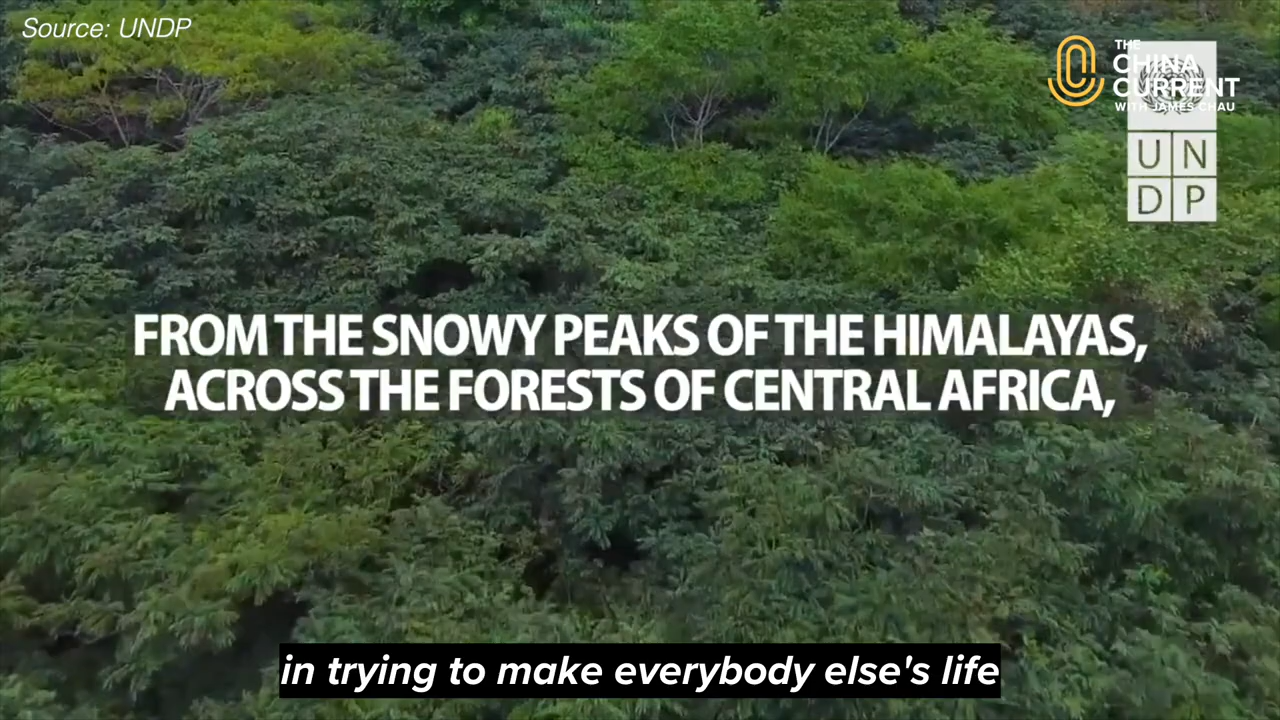 Source: UNDP
THE
CHINA
CURRENT
WITH JAMES CHAU
U N
D P
FROM THE SNOWY PEAKS OF THE HIMALAYAS,
ACROSS THE FORESTS OF CENTRAL AFRICA,
in trying to make everybody else's life